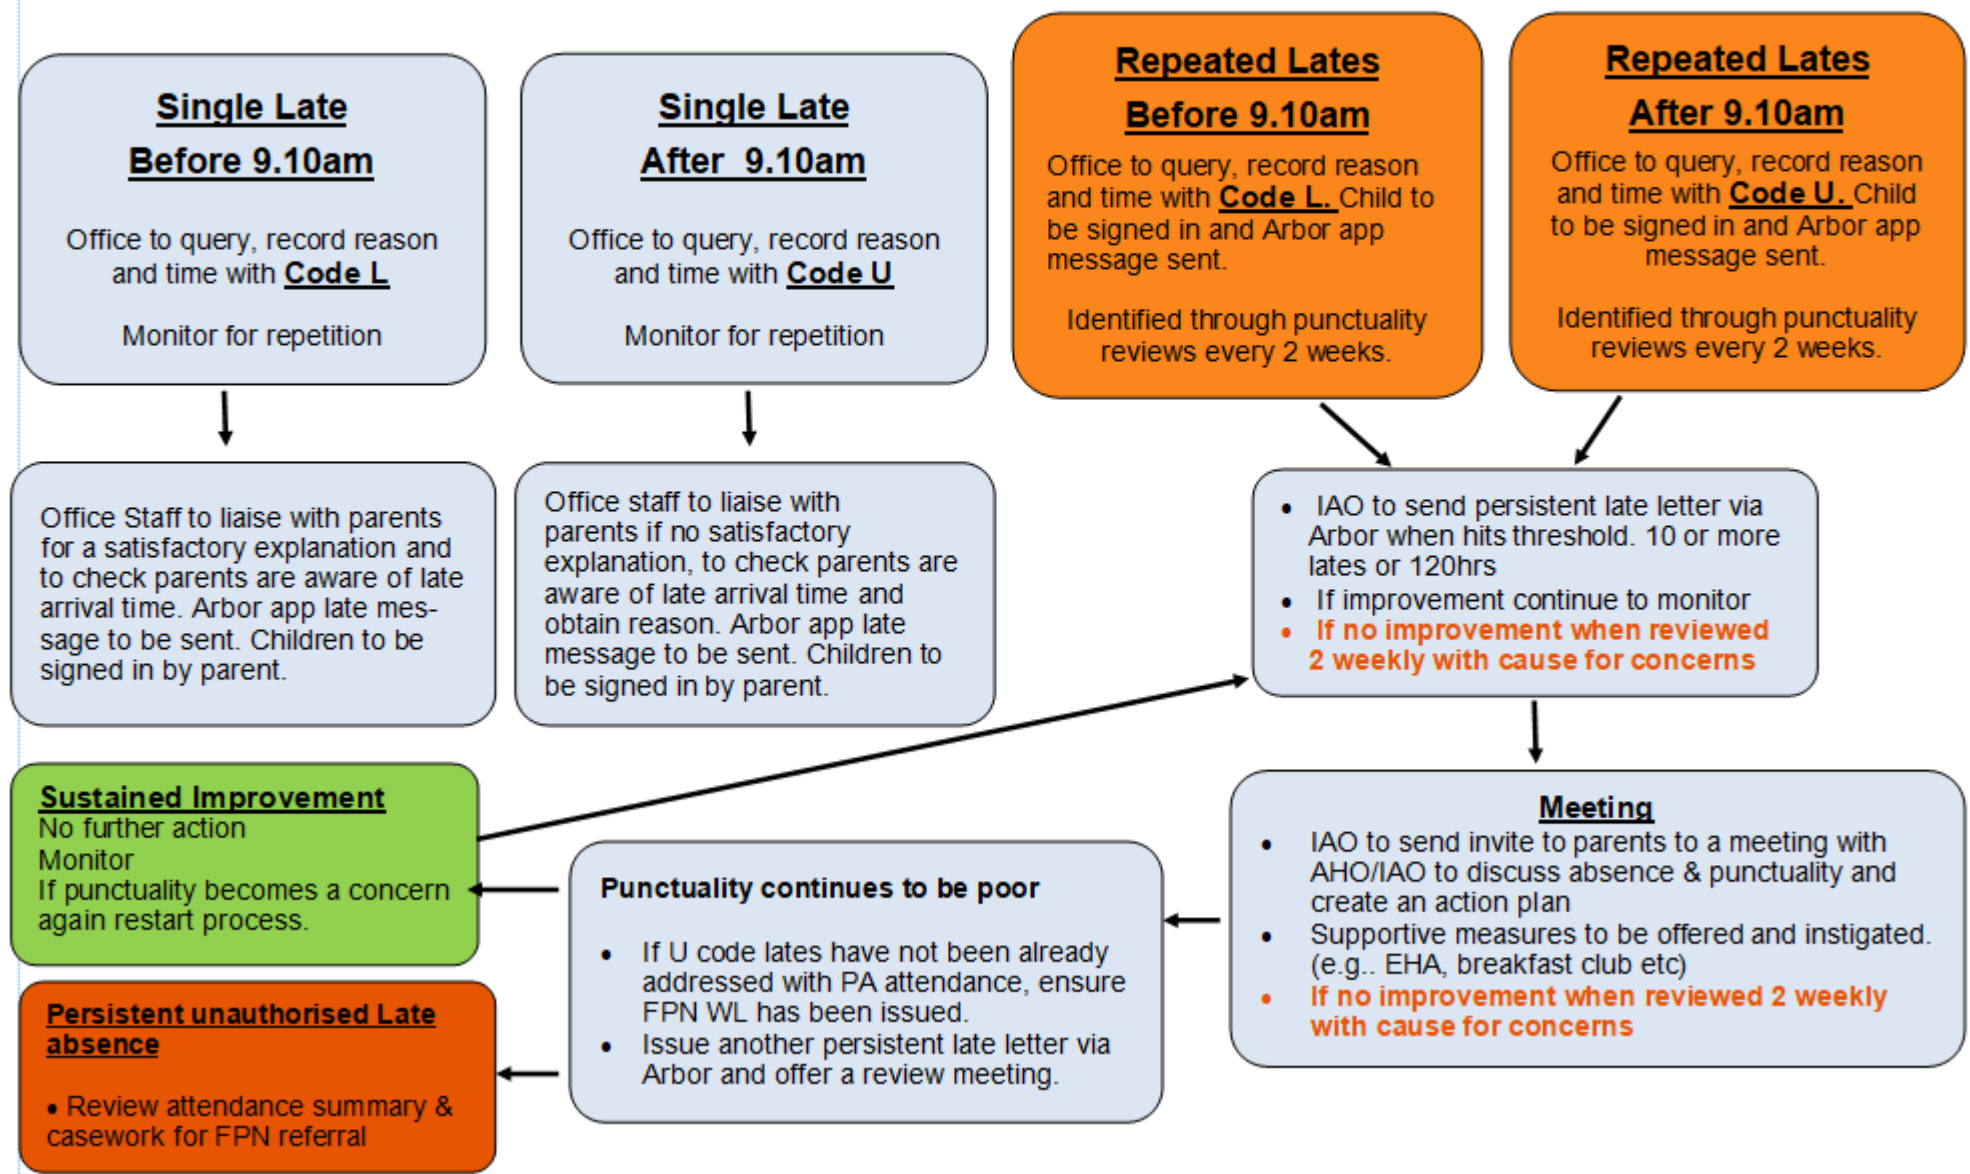 Single Late
Before 9.10am
Office to query, record reason
and time with Code L
Monitor for repetition
Single Late
After 9.10am
Office to query, record reason
and time with Code U
Monitor for repetition
Repeated Lates
Before 9.10am
Office to query, record reason
and time with Code L. Child to
be signed in and Arbor app
message sent.
Identified through punctuality
reviews every 2 weeks.
Repeated Lates
After 9.10am
Office to query, record reason
and time with Code U. Child
to be signed in and Arbor app
message sent.
Identified through punctuality
reviews every 2 weeks.
Office Staff to liaise with parents
for a satisfactory explanation and
to check parents are aware of late
arrival time. Arbor app late mes-
sage to be sent. Children to be
signed in by parent.
Office staff to liaise with
parents if no satisfactory
explanation, to check parents are
aware of late arrival time and
obtain reason. Arbor app late
message to be sent. Children to
be signed in by parent.
• IAO to send persistent late letter via
Arbor when hits threshold. 10 or more
lates or 120hrs
• If improvement continue to monitor
• If no improvement when reviewed
2 weekly with cause for concerns
Meeting
• IAO to send invite to parents to a meeting with
AHO/IAO to discuss absence & punctuality and
create an action plan
• Supportive measures to be offered and instigated.
(e.g.. EHA, breakfast club etc)
• If no improvement when reviewed 2 weekly
with cause for concerns
Punctuality continues to be poor
• If U code lates have not been already
addressed with PA attendance, ensure
FPN WL has been issued.
• Issue another persistent late letter via
Arbor and offer a review meeting.
Sustained Improvement
No further action
Monitor
If punctuality becomes a concern
again restart process.
Persistent unauthorised Late
absence
• Review attendance summary &
casework for FPN referral